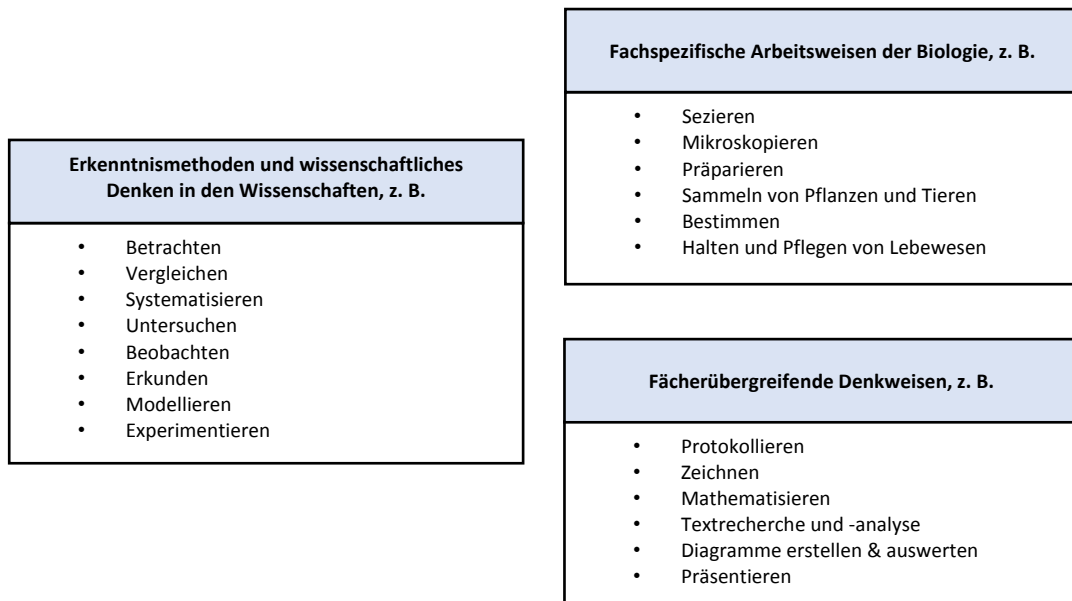 Erkenntnismethoden und wissenschaftliches
Denken in den Wissenschaften, z. B.
• Betrachten
• Vergleichen
• Systematisieren
• Untersuchen
• Beobachten
• Erkunden
• Modellieren
• Experimentieren
Fachspezifische Arbeitsweisen der Biologie, z. B.
• Sezieren
• Mikroskopieren
• Präparieren
• Sammeln von Pflanzen und Tieren
• Bestimmen
• Halten und Pflegen von Lebewesen
Fächerübergreifende Denkweisen, z. B.
• Protokollieren
• Zeichnen
• Mathematisieren
• Textrecherche und -analyse
• Diagramme erstellen & auswerten
• Präsentieren